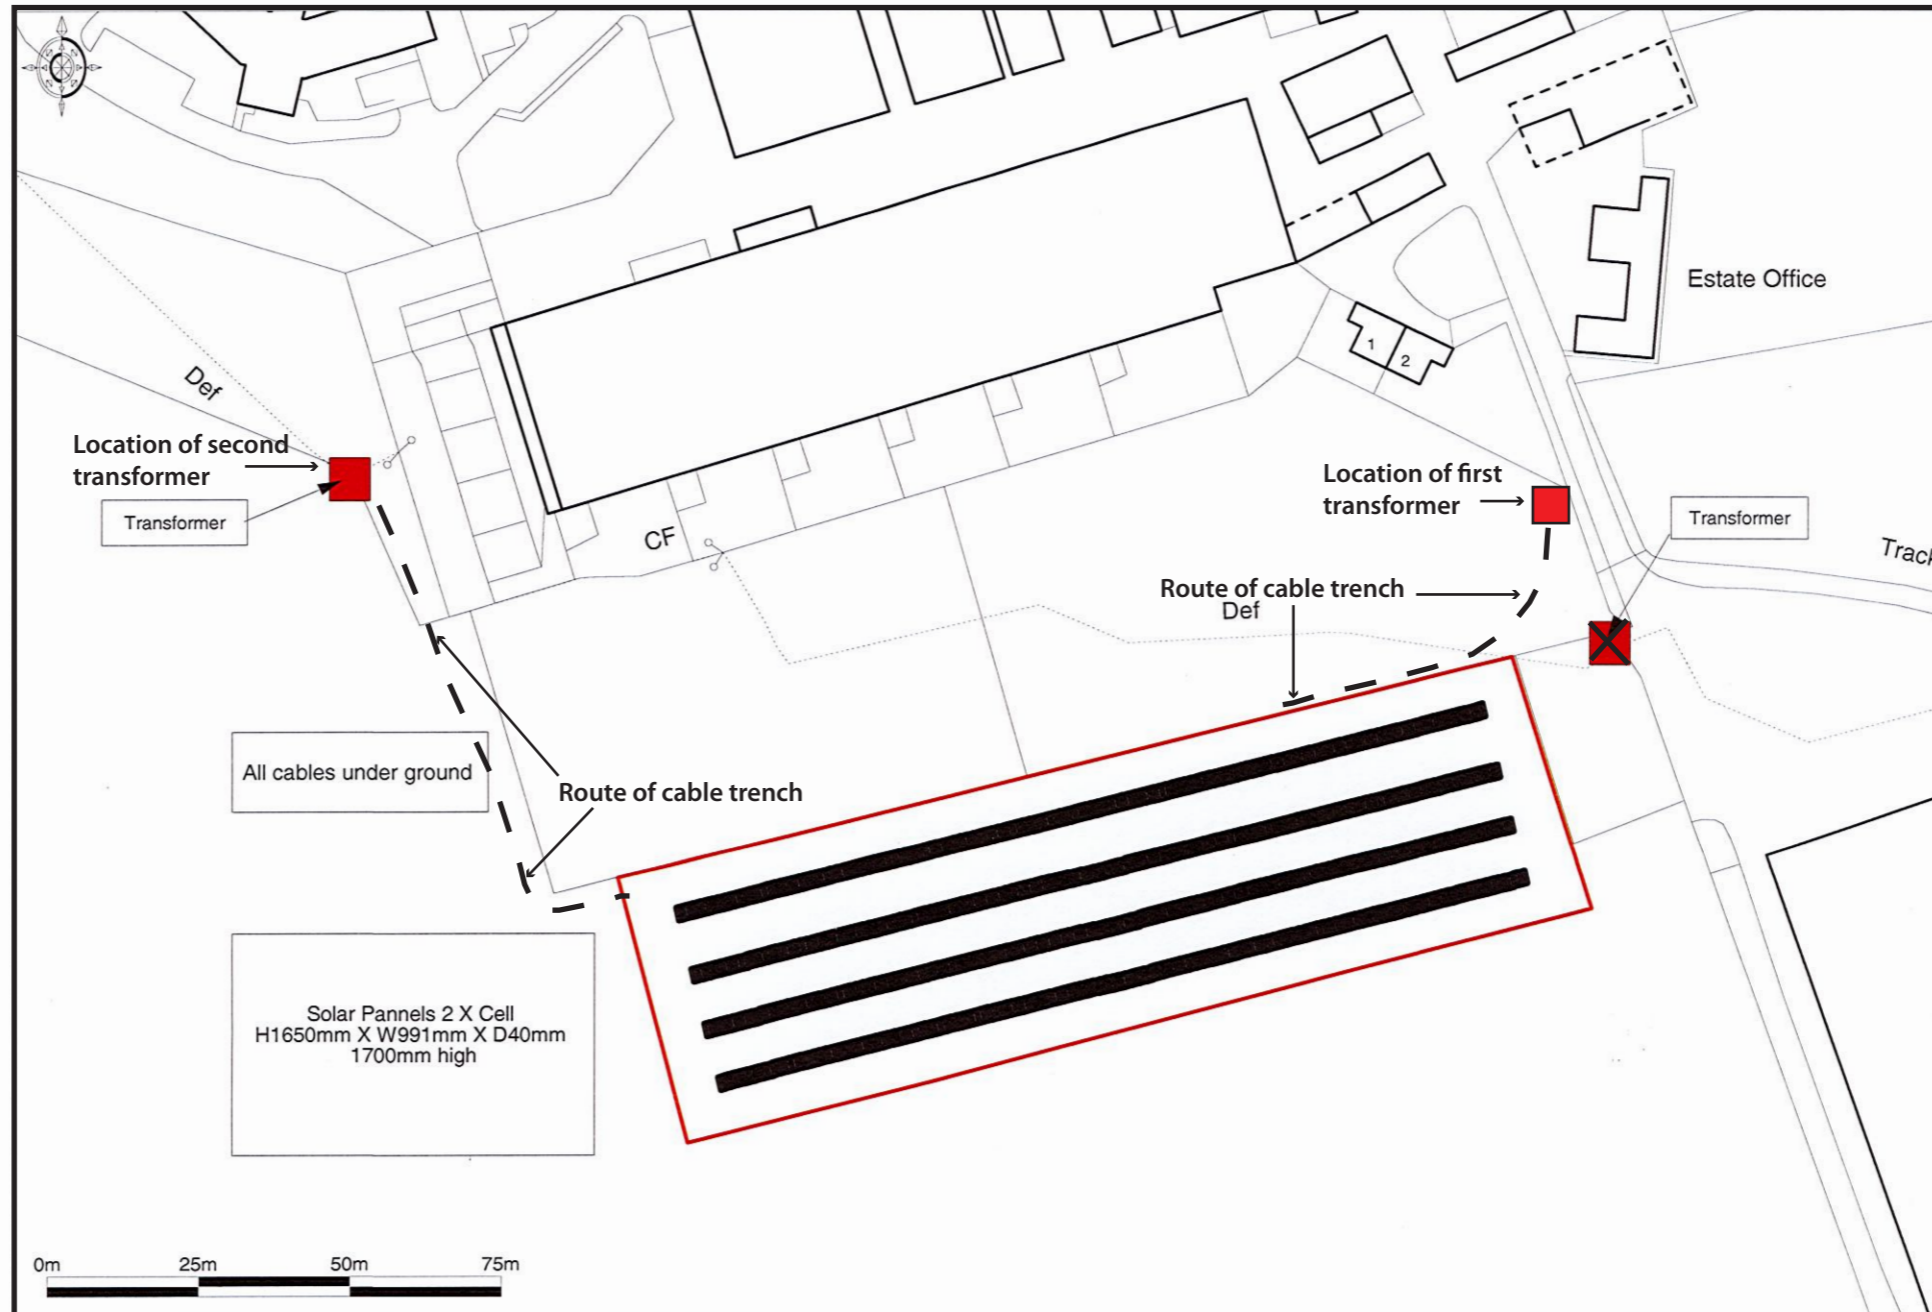 Estate Office
1
2
Def
Location of second
transformer
Transformer
CF
Location of first
transformer
Transformer
Track
Route of cable trench
Def
All cables under ground
Route of cable trench
Solar Pannels 2 X Cell
H1650mm X W991mm X D40mm
1700mm high
0m
25m
50m
75m